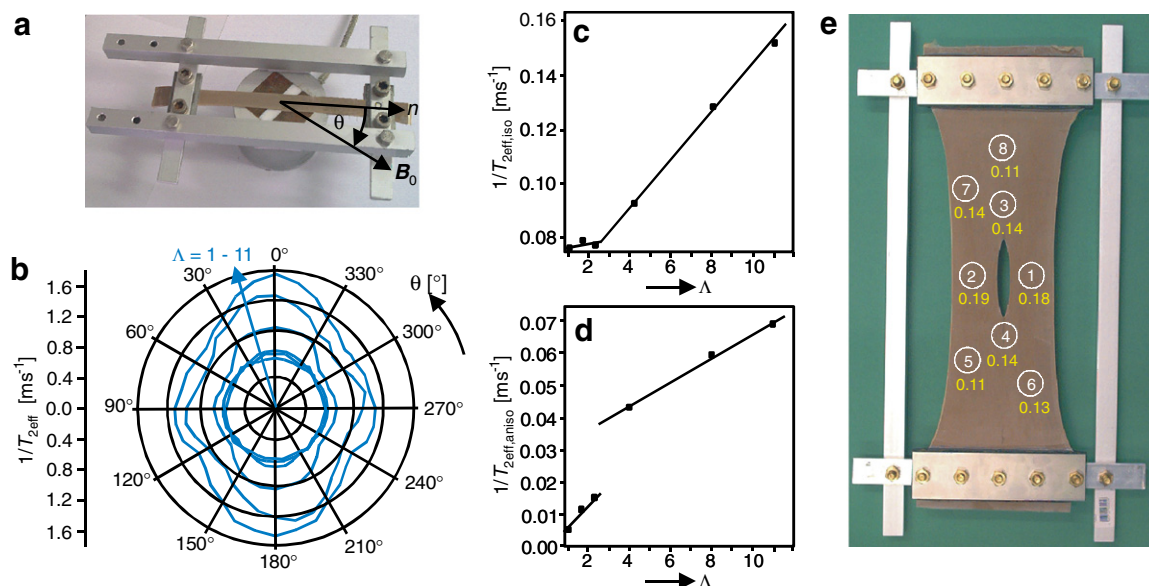 a
n
θ
B0
b
Λ = 1 - 11
0°
30°
330°
θ [°]
60°
300°
90°
270°
120°
240°
150°
210°
180°
1/T2eff [ms-1]
1.6
1.2
0.8
0.4
0.0
0.4
0.8
1.2
1.6
c
1/T2eff,iso [ms-1]
0.16
0.14
0.12
0.10
0.08
2 4 6 8 10
Λ
d
1/T2eff,aniso [ms-1]
0.07
0.06
0.05
0.04
0.03
0.02
0.01
0.00
2 4 6 8 10
Λ
e
8
0.11
7
0.14
3
0.14
2
0.19
1
0.18
4
0.14
5
0.11
6
0.13